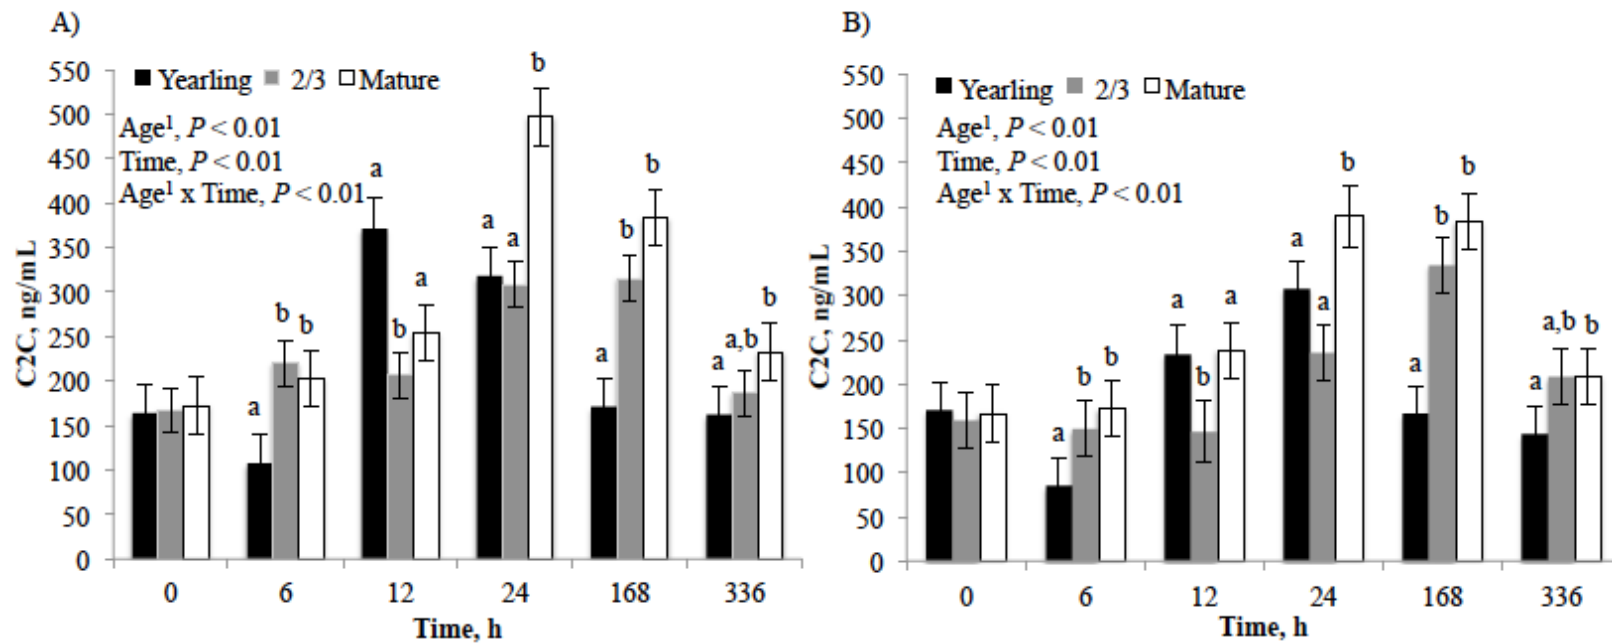 A)
550
500
450
400
350
300
250
200
150
100
50
0
C2C, ng/mL
Yearling 2/3 Mature
Age¹, P < 0.01
Time, P < 0.01
Age¹ x Time, P < 0.01
a b b
a b a
a a b
a b b
a a,b b
0 6 12 24 168 336
Time, h
B)
550
500
450
400
350
300
250
200
150
100
50
0
C2C, ng/mL
Yearling 2/3 Mature
Age¹, P < 0.01
Time, P < 0.01
Age¹ x Time, P < 0.01
a b b
a b a
a a b
a b b
a a,b b
0 6 12 24 168 336
Time, h